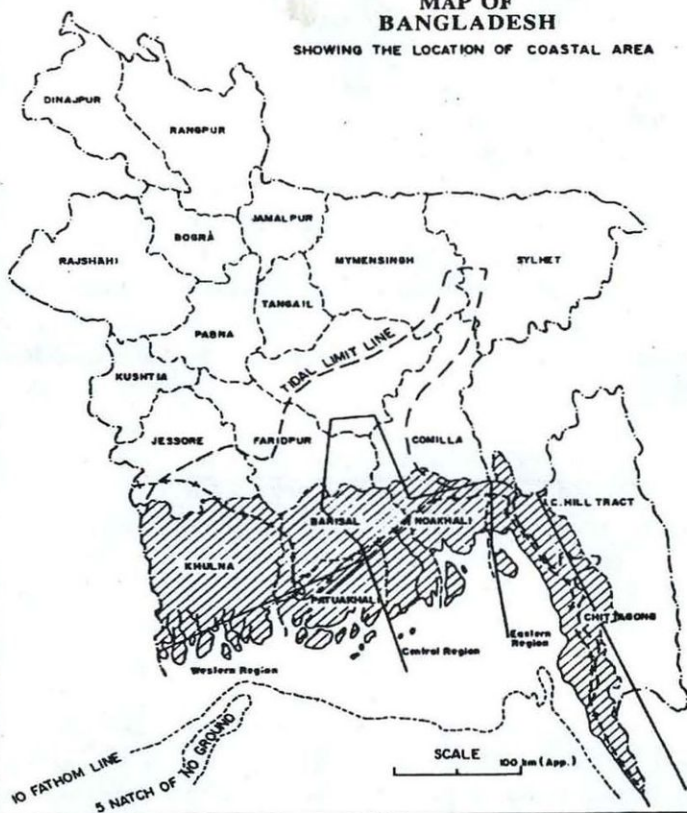 MAP OF
BANGLADESH
SHOWING THE LOCATION OF COASTAL AREA
DINAJPUR
RANGPUR
JAMALPUR
BOGRA
RAJSHAHI
MYMENSINGH
SYLHET
TANGAIL
PABNA
TIDAL LIMIT LINE
KUSHTIA
JESSORE
FARIDPUR
COMILLA
C. HILL TRACT
BARISAL
NOAKHALI
KHULNA
PATUAKHALI
CHITTAGONG
Eastern
Region
Central Region
Western Region
10 FATHOM LINE
5 NATCH OF NO GROUND
SCALE
100 km (App.)